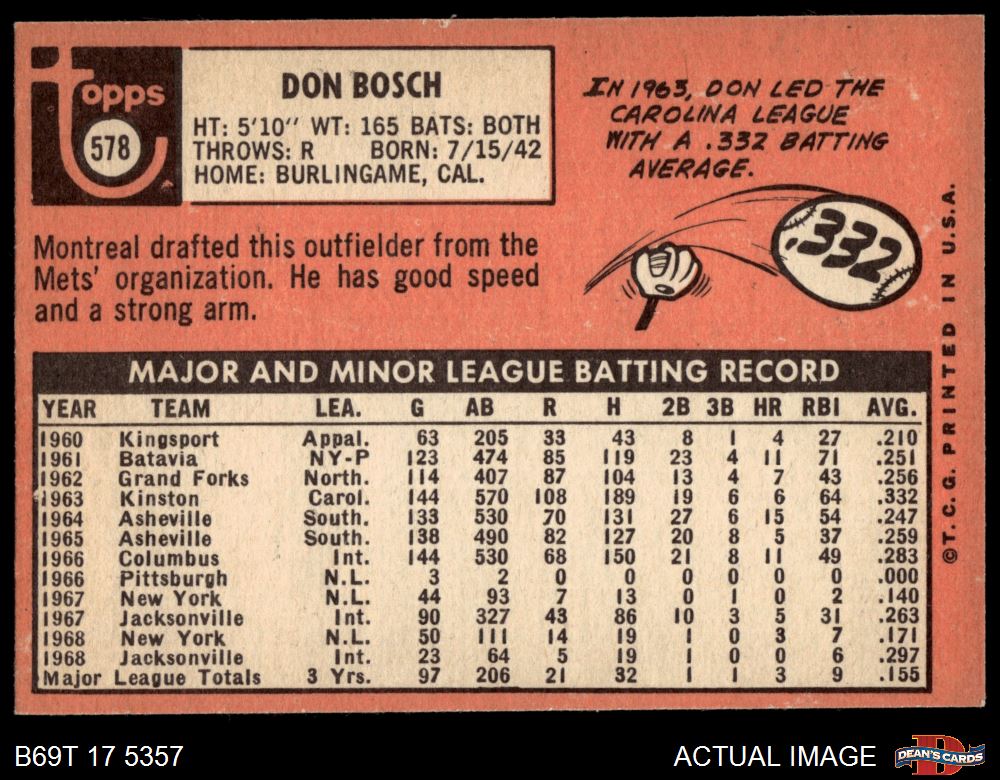 Topps
578
DON BOSCH
HT: 5'10" WT: 165 BATS: BOTH
THROWS: R BORN: 7/15/42
HOME: BURLINGAME, CAL.
IN 1963, DON LED THE
CAROLINA LEAGUE
WITH A .332 BATTING
AVERAGE.
.332
Montreal drafted this outfielder from the
Mets' organization. He has good speed
and a strong arm.
MAJOR AND MINOR LEAGUE BATTING RECORD
YEAR TEAM LEA. G AB R H 2B 3B HR RBI AVG.
1960 Kingsport Appal. 63 205 33 43 8 1 4 27 .210
1961 Batavia NY-P 123 474 85 119 23 4 11 71 .251
1962 Grand Forks North. 114 407 87 104 13 4 7 43 .256
1963 Kinston Carol. 144 570 108 189 19 6 6 64 .332
1964 Asheville South. 133 530 70 131 27 6 15 54 .247
1965 Asheville South. 138 490 82 127 20 8 5 37 .259
1966 Columbus Int. 144 530 68 150 21 8 11 49 .283
1966 Pittsburgh N.L. 3 2 0 0 0 0 0 0 .000
1967 New York N.L. 44 93 7 13 0 1 0 2 .140
1967 Jacksonville Int. 90 327 43 86 10 3 5 31 .263
1968 New York N.L. 50 111 14 19 1 0 3 7 .171
1968 Jacksonville Int. 23 64 5 19 1 0 0 6 .297
Major League Totals 3 Yrs. 97 206 21 32 1 1 3 9 .155
©T.C.G. PRINTED IN U.S.A.
B69T 17 5357
ACTUAL IMAGE
DEAN'S CARDS